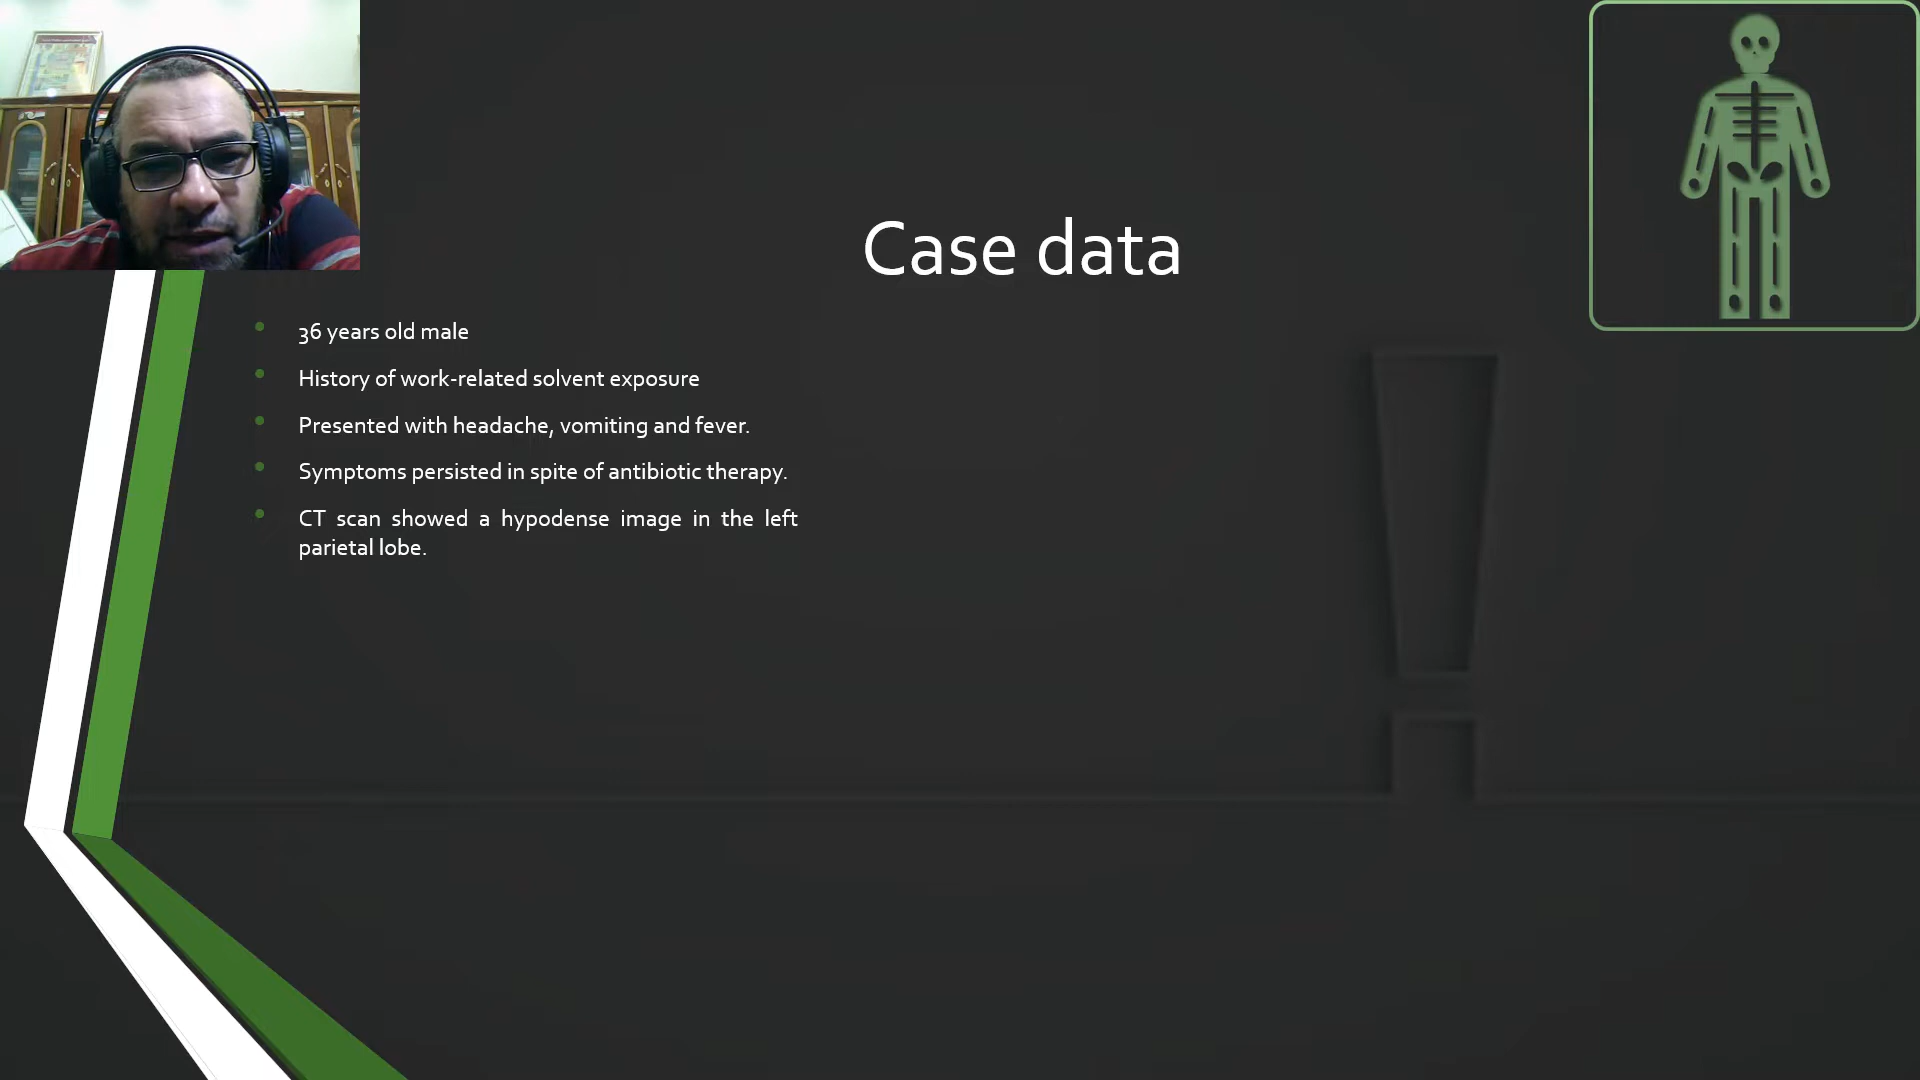 Case data
36 years old male
History of work-related solvent exposure
Presented with headache, vomiting and fever.
Symptoms persisted in spite of antibiotic therapy.
CT scan showed a hypodense image in the left
parietal lobe.